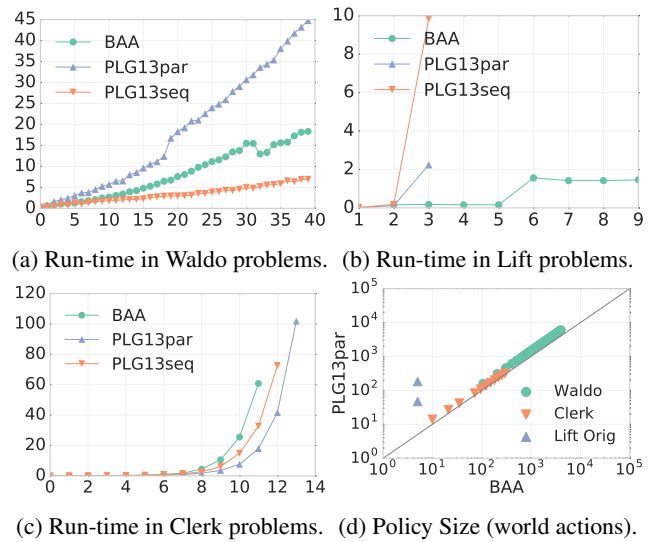 45
40
35
30
25
20
15
10
5
0
BAA
PLG13par
PLG13seq
0 5 10 15 20 25 30 35 40
(a) Run-time in Waldo problems.
10
8
6
4
2
0
BAA
PLG13par
PLG13seq
1 2 3 4 5 6 7 8 9
(b) Run-time in Lift problems.
120
100
80
60
40
20
0
BAA
PLG13par
PLG13seq
0 2 4 6 8 10 12 14
(c) Run-time in Clerk problems.
PLG13par
10^5
10^4
10^3
10^2
10^1
10^0
Waldo
Clerk
Lift Orig
10^0 10^1 10^2 10^3 10^4 10^5
BAA
(d) Policy Size (world actions).